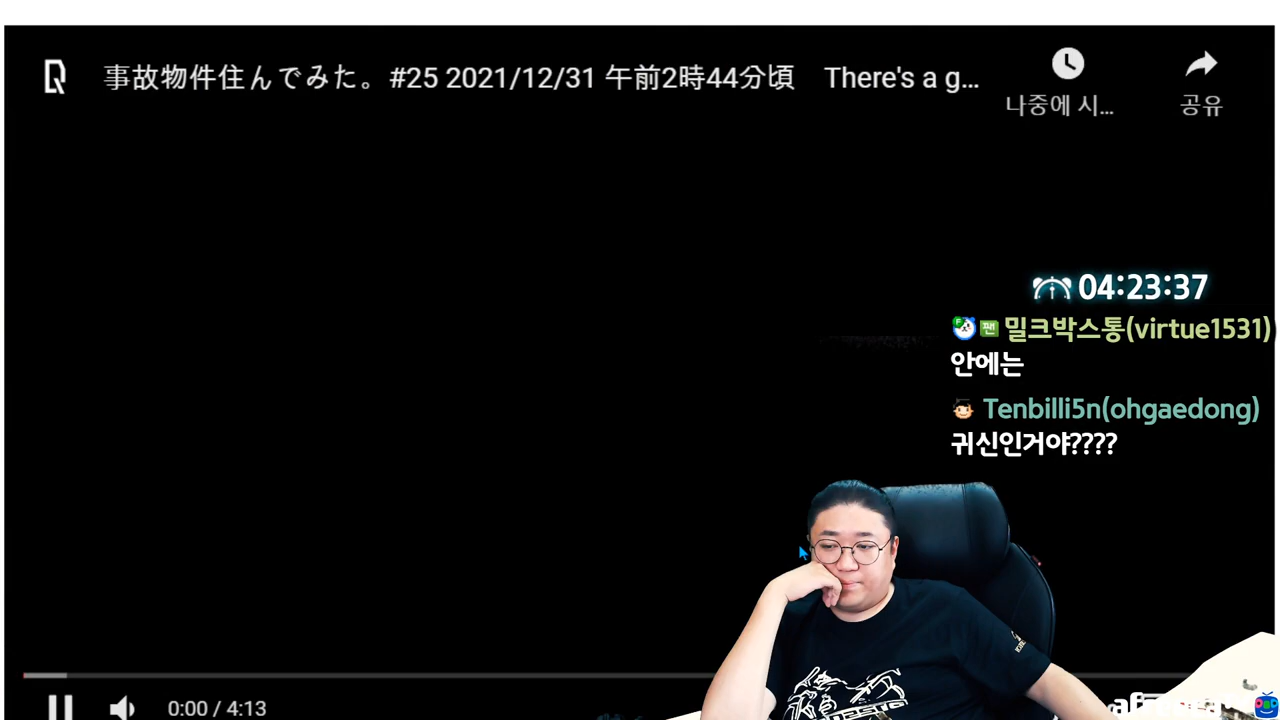 事故物件住んでみた。#25 2021/12/31 午前2時44分頃 There's a g...
나중에 시...
공유
04:23:37
팬 밀크박스통(virtue1531)
안에는
Tenbilli5n(ohgaedong)
귀신인거야????
0:00 / 4:13